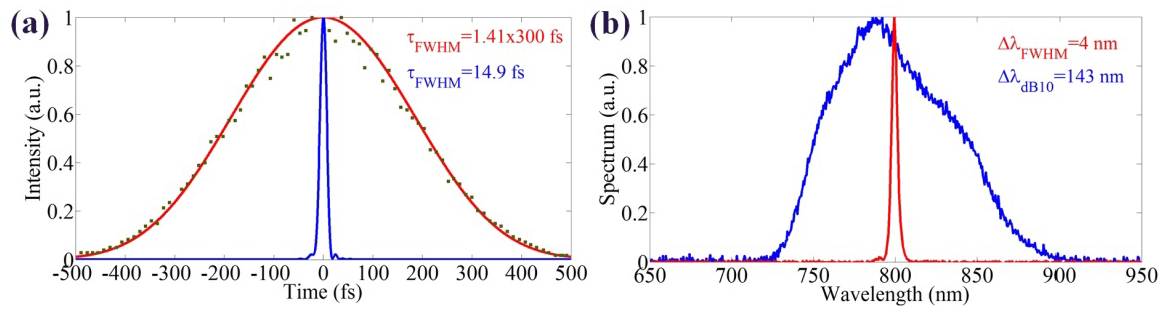 (a)
τFWHM=1.41x300 fs
τFWHM=14.9 fs
Intensity (a.u.)
1
0.8
0.6
0.4
0.2
0
-500 -400 -300 -200 -100 0 100 200 300 400 500
Time (fs)
(b)
ΔλFWHM=4 nm
ΔλdB10=143 nm
Spectrum (a.u.)
1
0.8
0.6
0.4
0.2
0
650 700 750 800 850 900 950
Wavelength (nm)